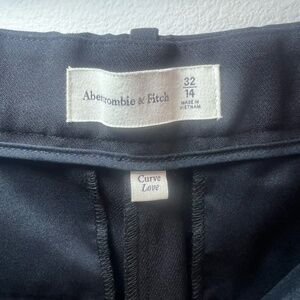 Abercrombie & Fitch
32
14
MADE IN
VIETNAM
Curve
Love